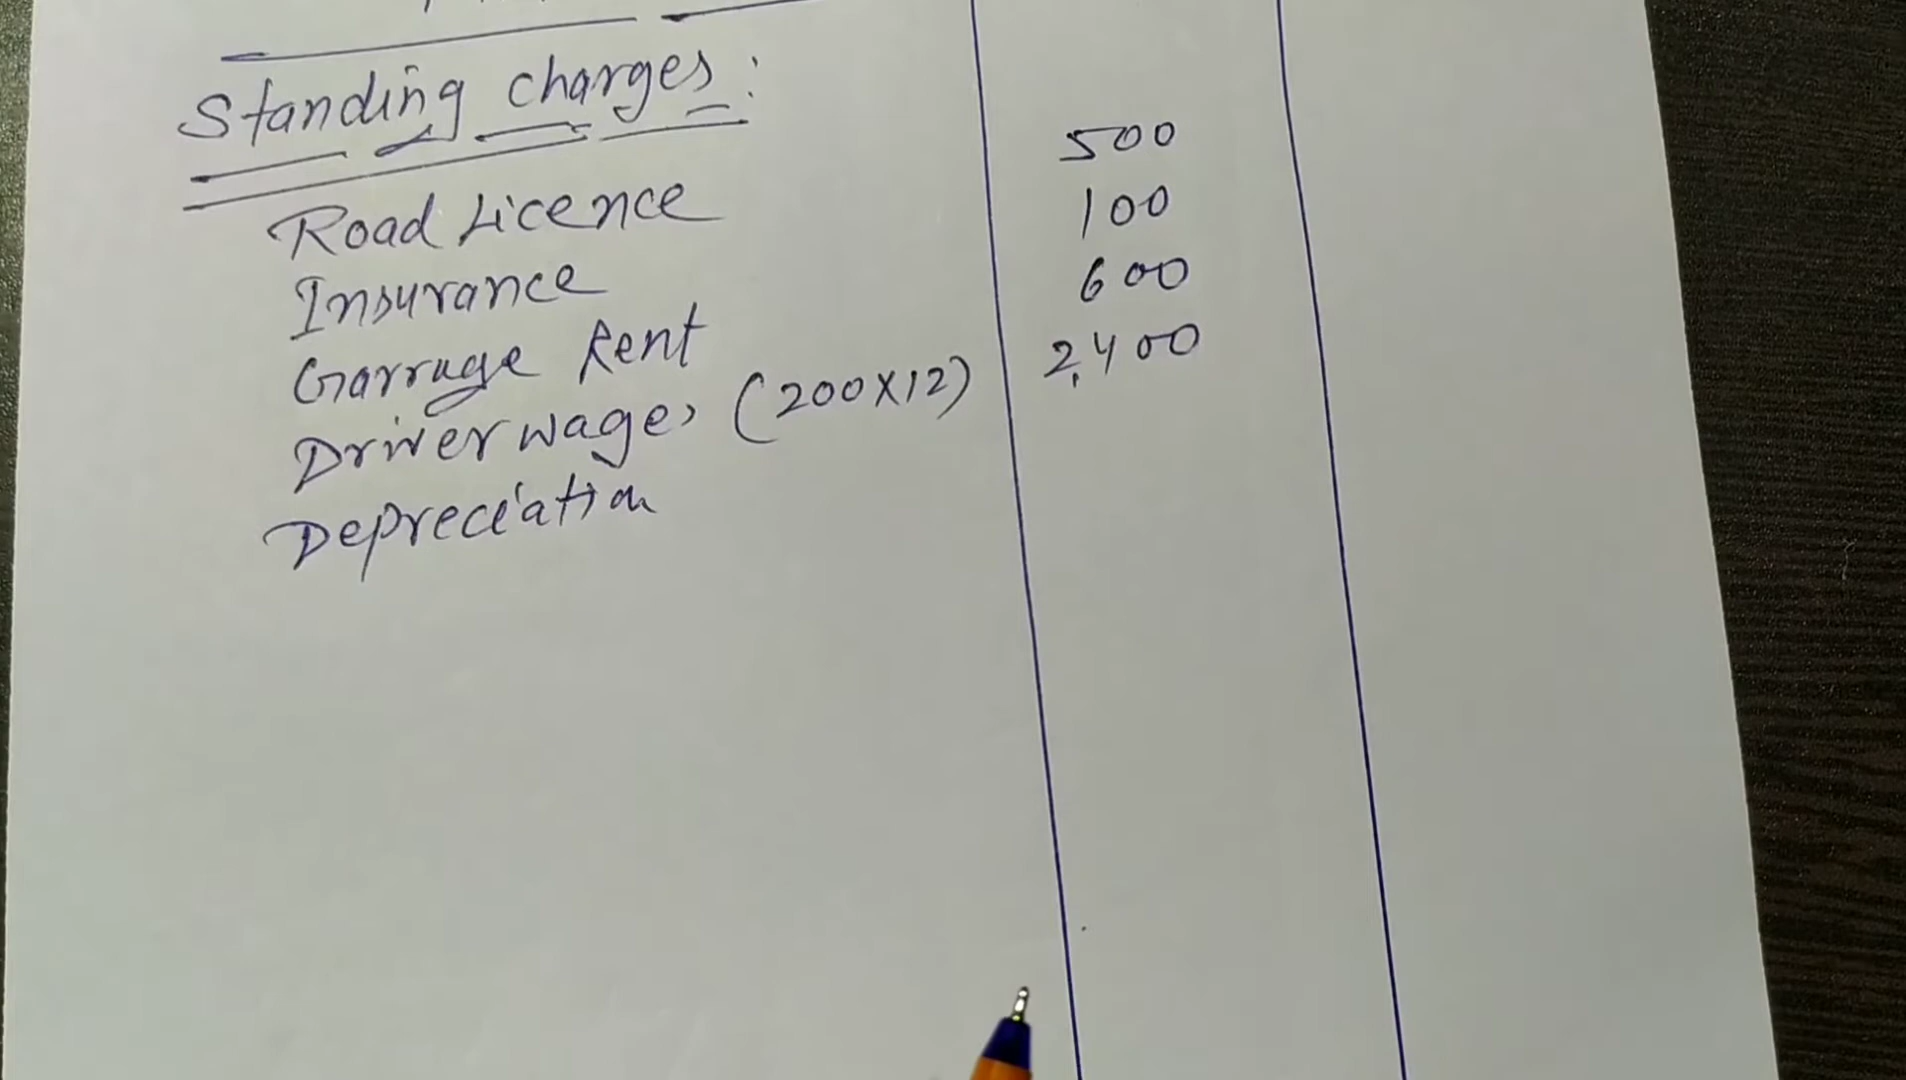 Standing charges:
Road Licence 500
Insurance 100
Garrage Rent 600
Driver wages (200X12) 2,400
Depreciation